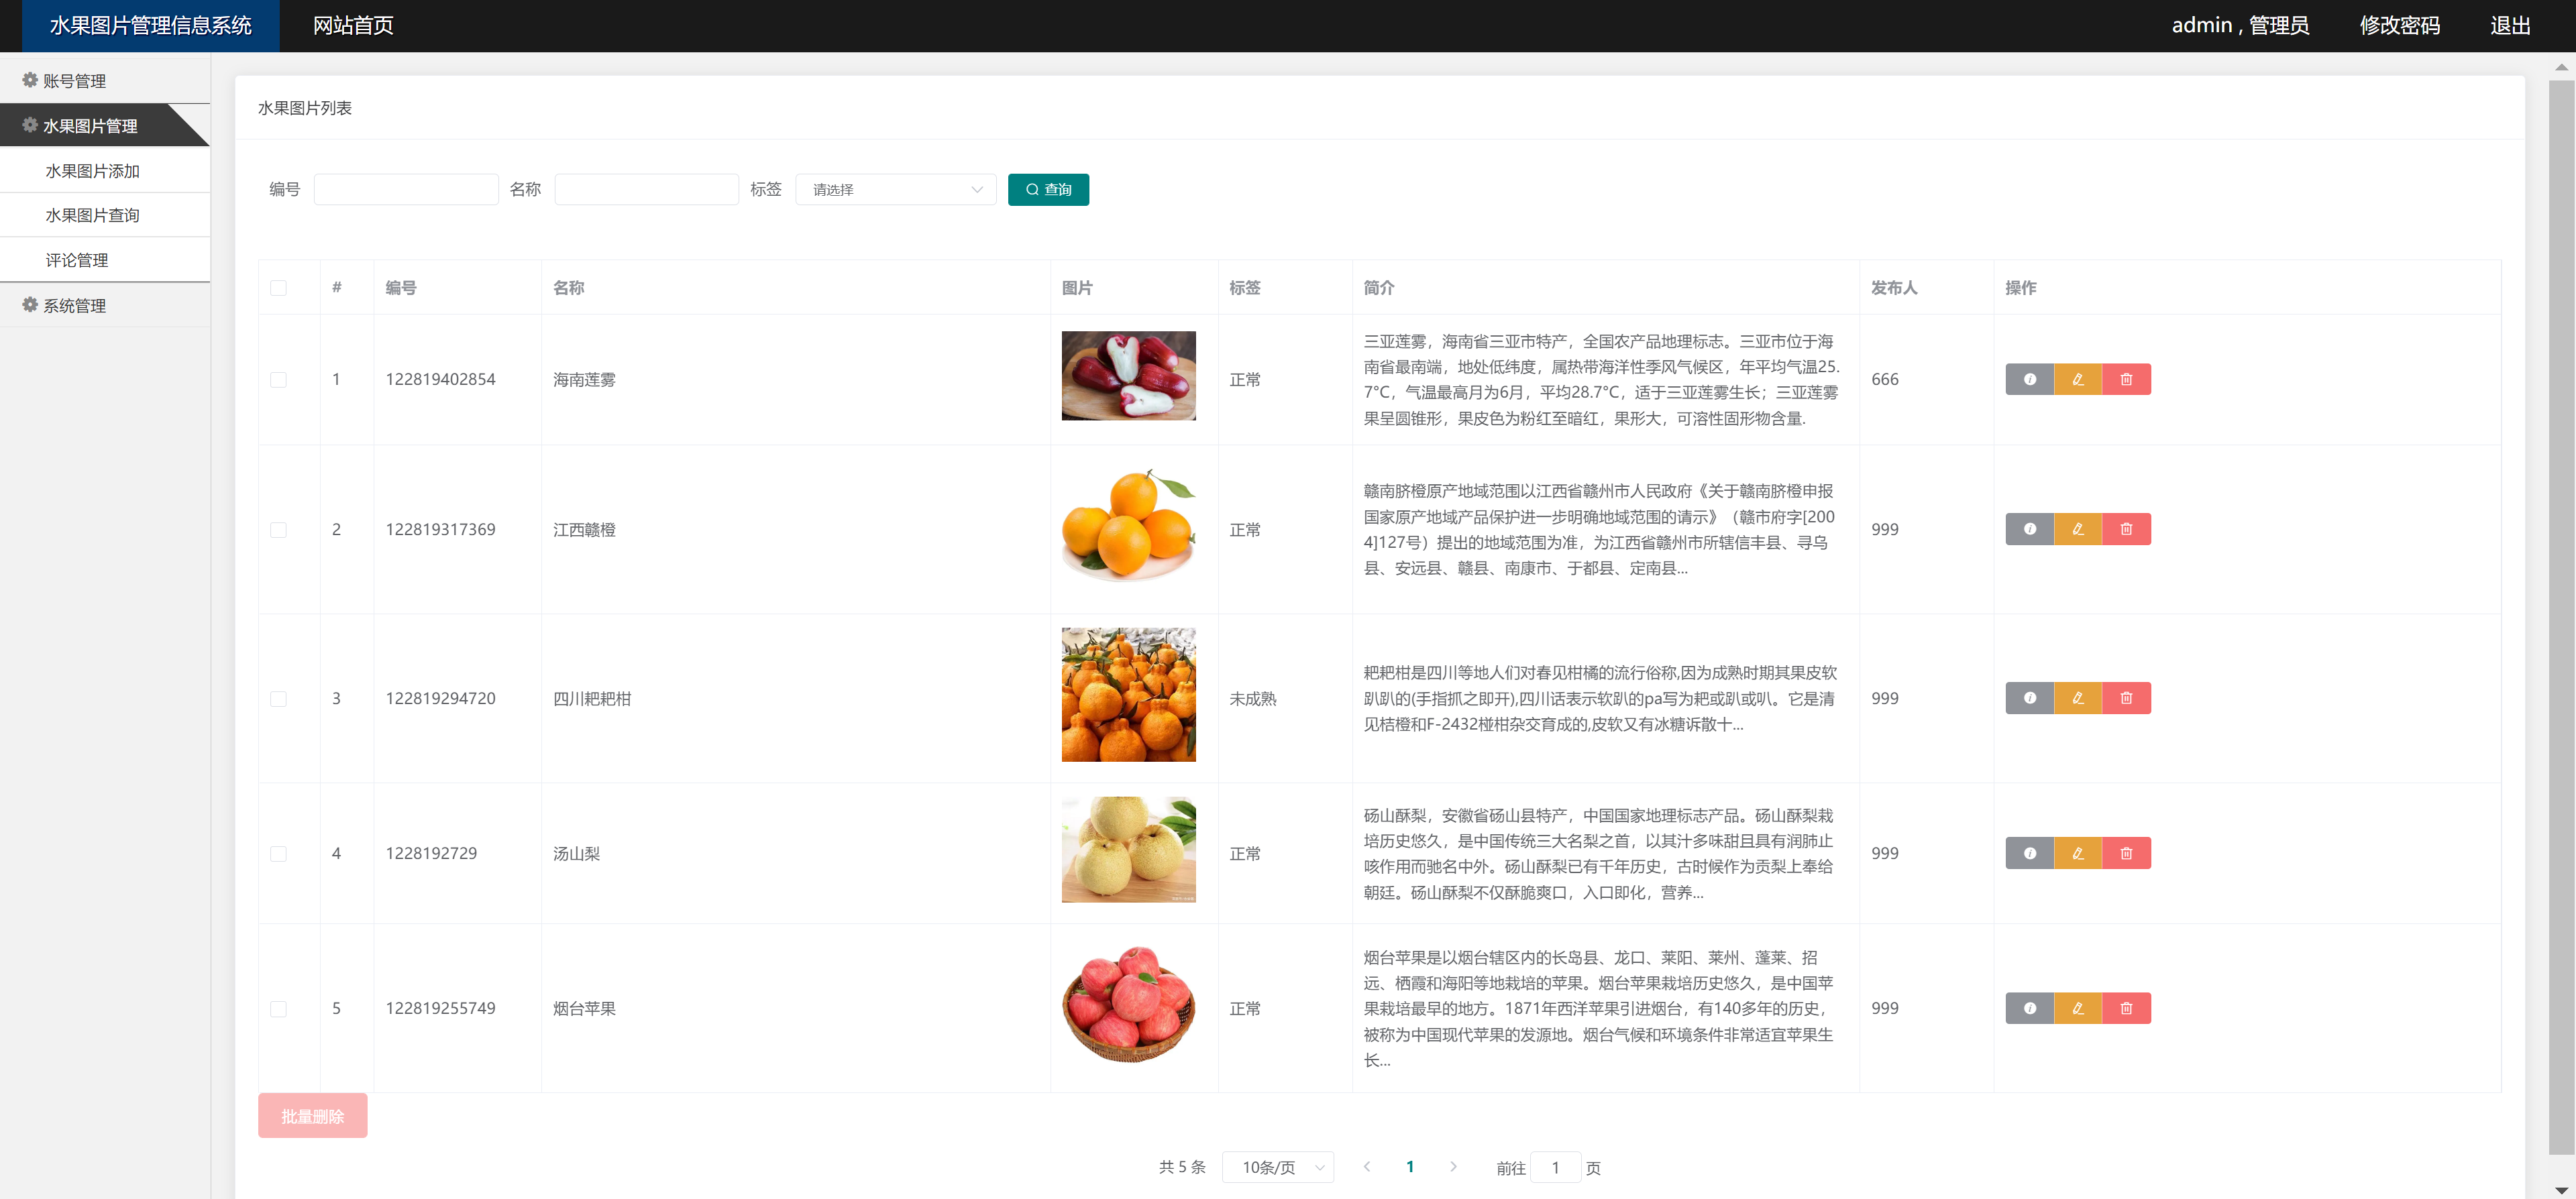 水果图片管理信息系统
网站首页
admin , 管理员
修改密码
退出
账号管理
水果图片管理
水果图片添加
水果图片查询
评论管理
系统管理
水果图片列表
编号
名称
标签
请选择
查询
#
编号
名称
图片
标签
简介
发布人
操作
1
122819402854
海南莲雾
正常
三亚莲雾，海南省三亚市特产，全国农产品地理标志。三亚市位于海
南省最南端，地处低纬度，属热带海洋性季风气候区，年平均气温25.
7°C，气温最高月为6月，平均28.7°C，适于三亚莲雾生长；三亚莲雾
果呈圆锥形，果皮色为粉红至暗红，果形大，可溶性固形物含量.
666
2
122819317369
江西赣橙
正常
赣南脐橙原产地域范围以江西省赣州市人民政府《关于赣南脐橙申报
国家原产地域产品保护进一步明确地域范围的请示》（赣市府字[200
4]127号）提出的地域范围为准，为江西省赣州市所辖信丰县、寻乌
县、安远县、赣县、南康市、于都县、定南县...
999
3
122819294720
四川耙耙柑
未成熟
耙耙柑是四川等地人们对春见柑橘的流行俗称,因为成熟时期其果皮软
趴趴的(手指抓之即开),四川话表示软趴的pa写为耙或趴或叭。它是清
见桔橙和F-2432椪柑杂交育成的,皮软又有冰糖诉散十...
999
4
1228192729
汤山梨
正常
砀山酥梨，安徽省砀山县特产，中国国家地理标志产品。砀山酥梨栽
培历史悠久，是中国传统三大名梨之首，以其汁多味甜且具有润肺止
咳作用而驰名中外。砀山酥梨已有千年历史，古时候作为贡梨上奉给
朝廷。砀山酥梨不仅酥脆爽口，入口即化，营养...
999
5
122819255749
烟台苹果
正常
烟台苹果是以烟台辖区内的长岛县、龙口、莱阳、莱州、蓬莱、招
远、栖霞和海阳等地栽培的苹果。烟台苹果栽培历史悠久，是中国苹
果栽培最早的地方。1871年西洋苹果引进烟台，有140多年的历史，
被称为中国现代苹果的发源地。烟台气候和环境条件非常适宜苹果生
长...
999
批量删除
共 5 条
10条/页
1
前往
1
页